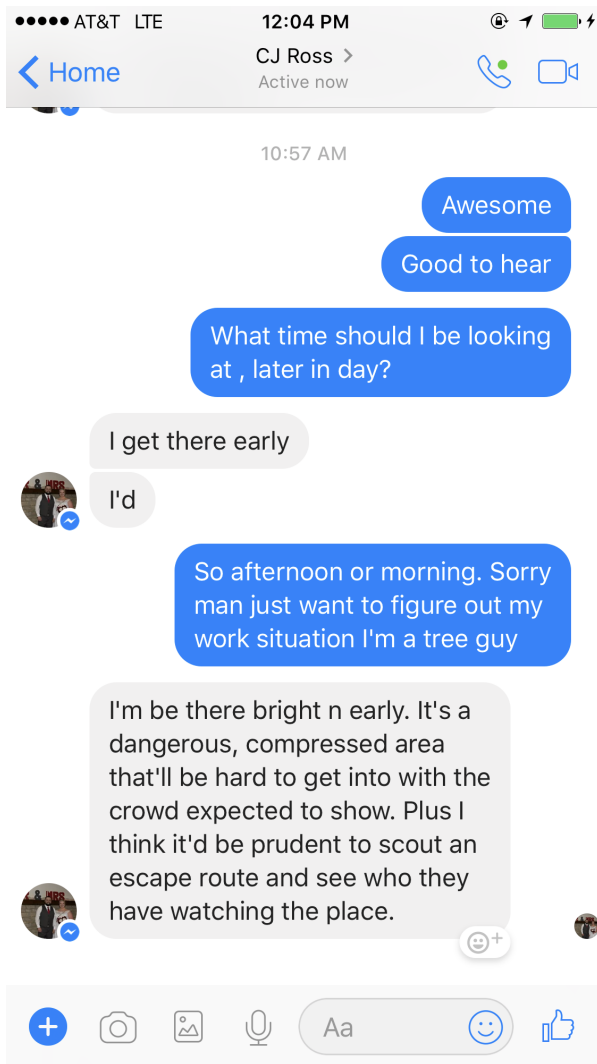 AT&T LTE 12:04 PM
Home
CJ Ross
Active now
10:57 AM
Awesome
Good to hear
What time should I be looking
at , later in day?
I get there early
I'd
So afternoon or morning. Sorry
man just want to figure out my
work situation I'm a tree guy
I'm be there bright n early. It's a
dangerous, compressed area
that'll be hard to get into with the
crowd expected to show. Plus I
think it'd be prudent to scout an
escape route and see who they
have watching the place.
Aa